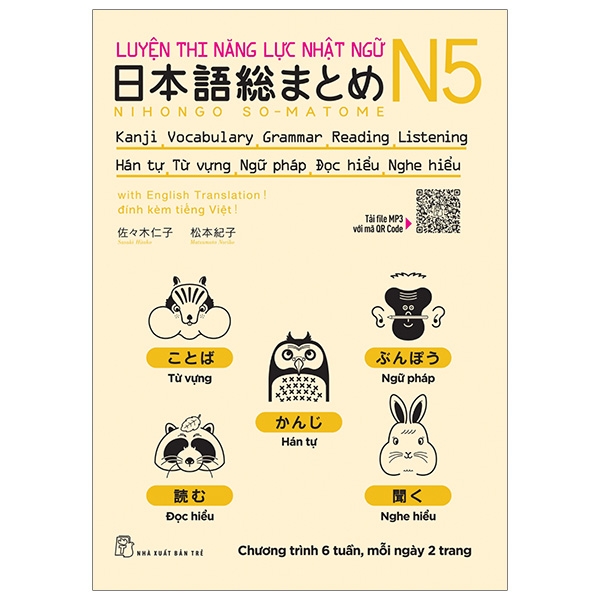 LUYỆN THI NĂNG LỰC NHẬT NGỮ
日本語総まとめ N5
NIHONGO SO-MATOME
Kanji Vocabulary Grammar Reading Listening
Hán tự Từ vựng Ngữ pháp Đọc hiểu Nghe hiểu
with English Translation!
đính kèm tiếng Việt!
佐々木仁子 松本紀子
Sasaki Hitoko Matsumoto Noriko
Tải file MP3
với mã QR Code
ことば
Từ vựng
ぶんぽう
Ngữ pháp
かんじ
Hán tự
読む
Đọc hiểu
聞く
Nghe hiểu
NHÀ XUẤT BẢN TRẺ
Chương trình 6 tuần, mỗi ngày 2 trang